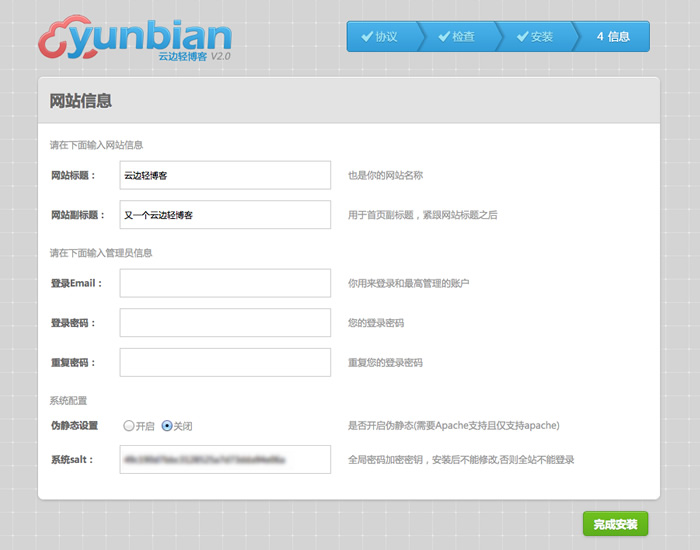 yunbian
云边轻博客 V2.0
协议 检查 安装 4 信息
网站信息
请在下面输入网站信息
网站标题： 云边轻博客 也是你的网站名称
网站副标题： 又一个云边轻博客 用于首页副标题，紧跟网站标题之后
请在下面输入管理员信息
登录Email： 你用来登录和最高管理的账户
登录密码： 您的登录密码
重复密码： 重复您的登录密码
系统配置
伪静态设置 开启 关闭 是否开启伪静态(需要Apache支持且仅支持apache)
系统salt： 全局密码加密密钥，安装后不能修改,否则全站不能登录
完成安装